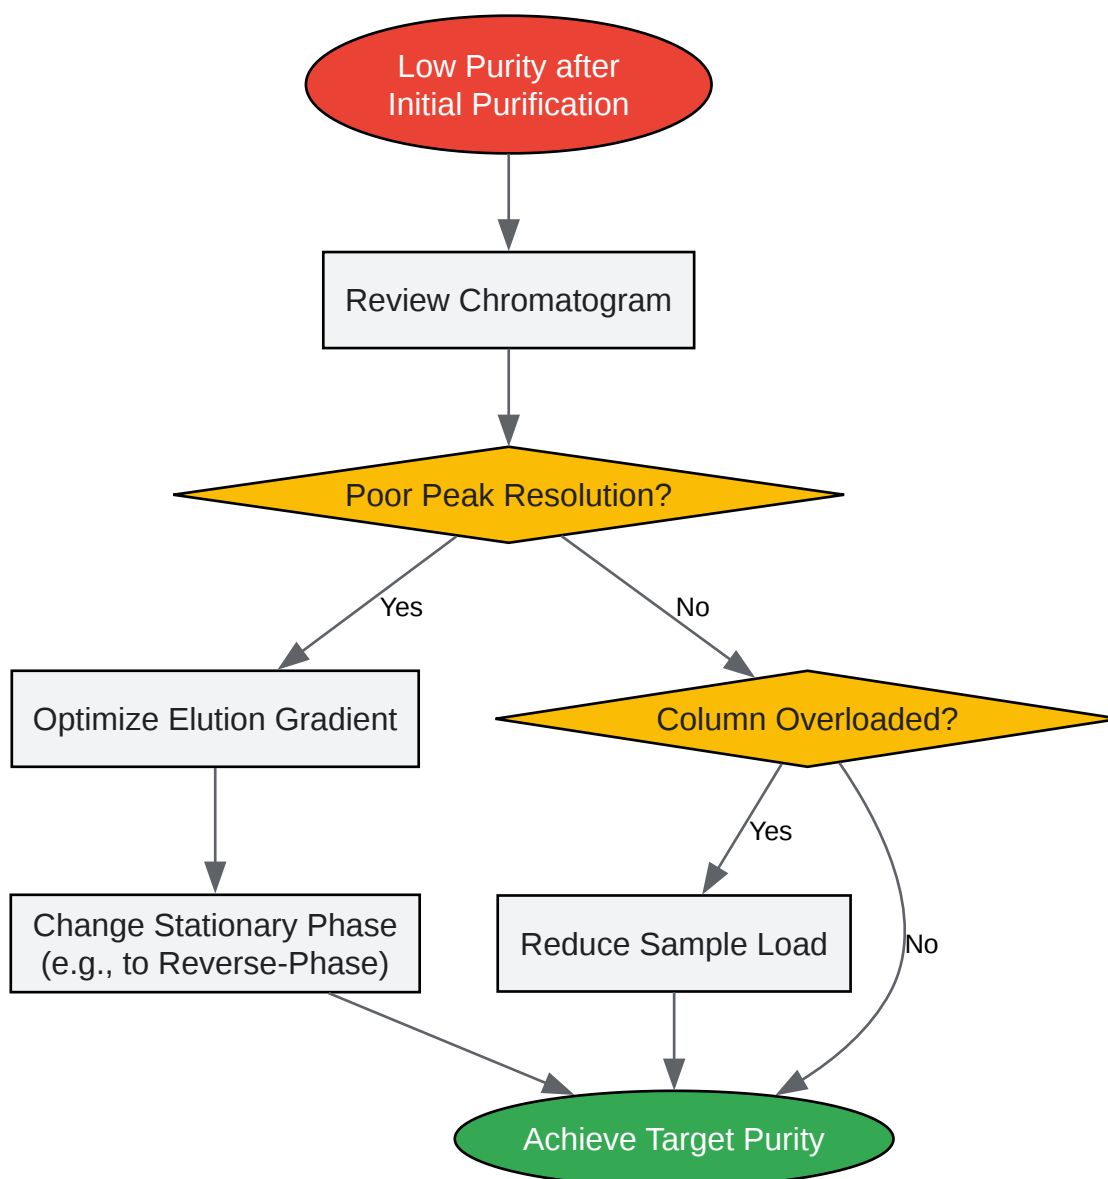 Low Purity after
Initial Purification
Review Chromatogram
Poor Peak Resolution?
Yes
No
Optimize Elution Gradient
Column Overloaded?
Yes
Change Stationary Phase
(e.g., to Reverse-Phase)
Reduce Sample Load
No
Achieve Target Purity